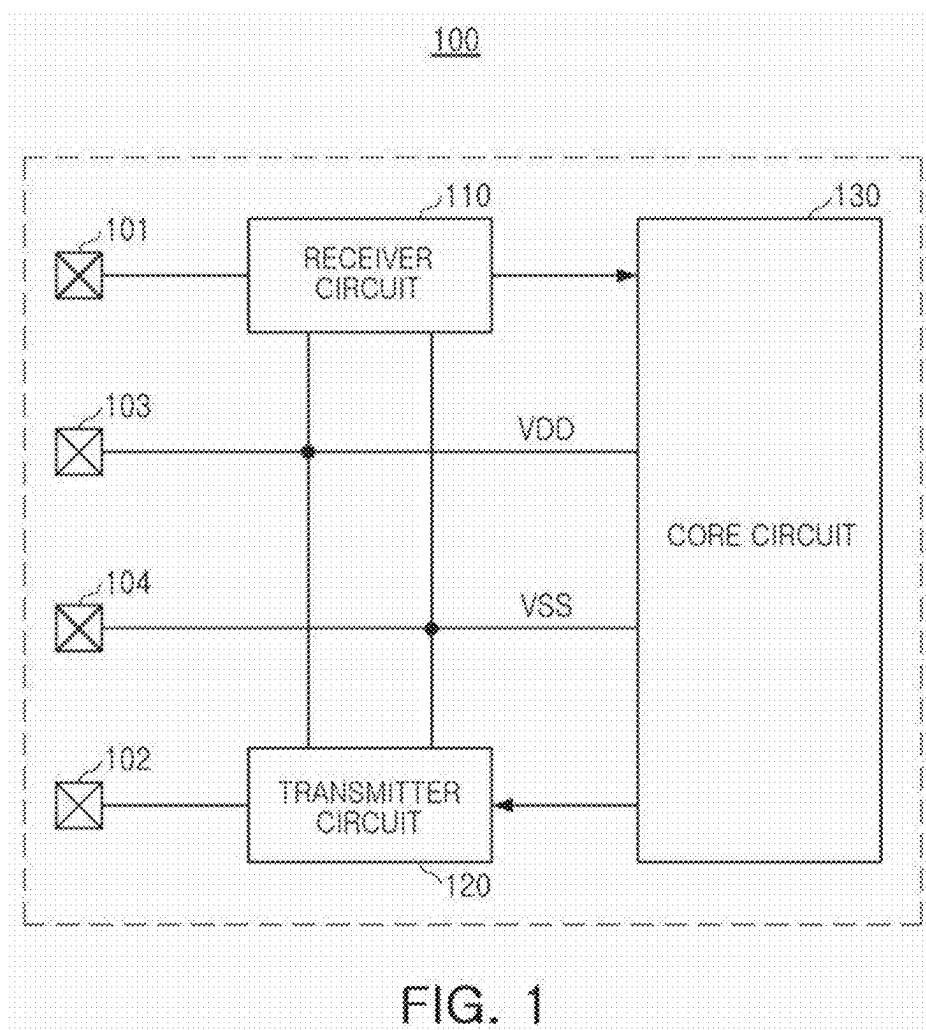 100
110
130
101
RECEIVER
CIRCUIT
103
VDD
CORE CIRCUIT
104
VSS
102
TRANSMITTER
CIRCUIT
120
FIG. 1